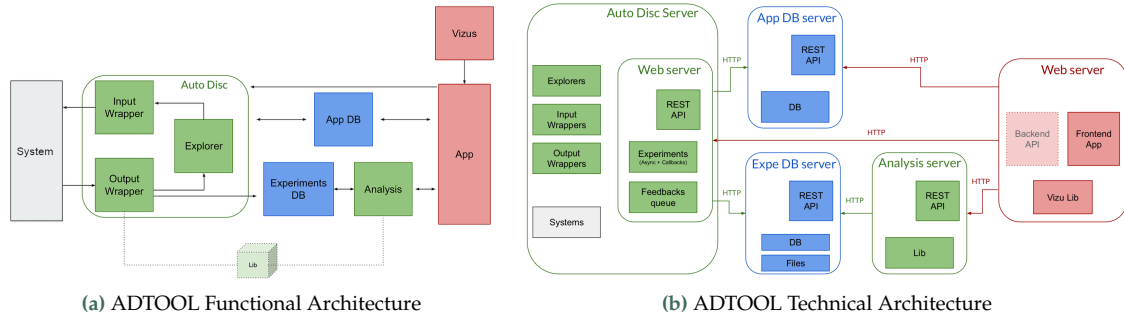 Vizus
Auto Disc
Input
Wrapper
System
Explorer
Output
Wrapper
App DB
Experiments
DB
Analysis
App
Lib
(a) ADTOOL Functional Architecture
Auto Disc Server
Explorers
Input
Wrappers
Output
Wrappers
Systems
Web server
REST
API
Experiments
(Async + Callbacks)
Feedbacks
queue
HTTP
HTTP
App DB server
REST
API
DB
HTTP
HTTP
Expe DB server
REST
API
DB
Files
HTTP
Analysis server
REST
API
Lib
HTTP
Web server
Backend
API
Frontend
App
Vizu Lib
(b) ADTOOL Technical Architecture